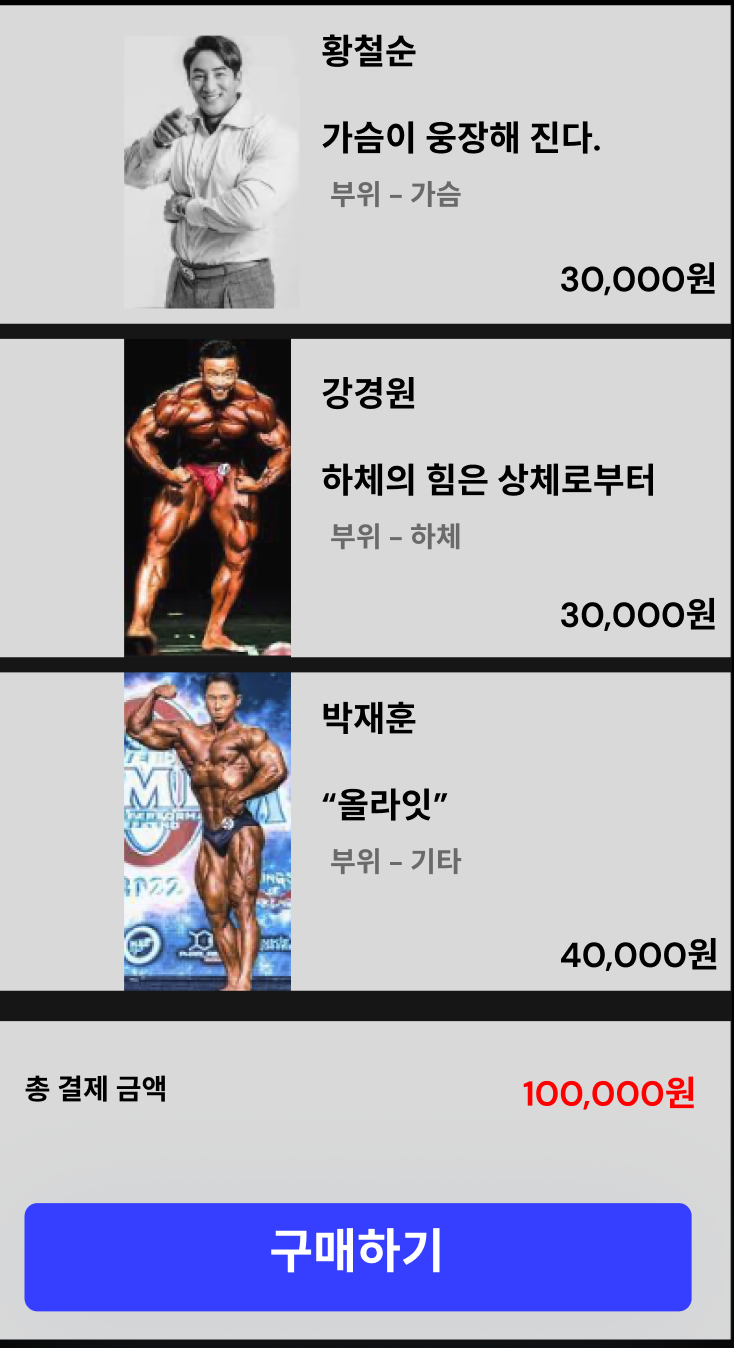 황철순
가슴이 웅장해 진다.
부위 - 가슴
30,000원
강경원
하체의 힘은 상체로부터
부위 - 하체
30,000원
박재훈
“올라잇”
부위 - 기타
40,000원
2022
총 결제 금액
100,000원
구매하기